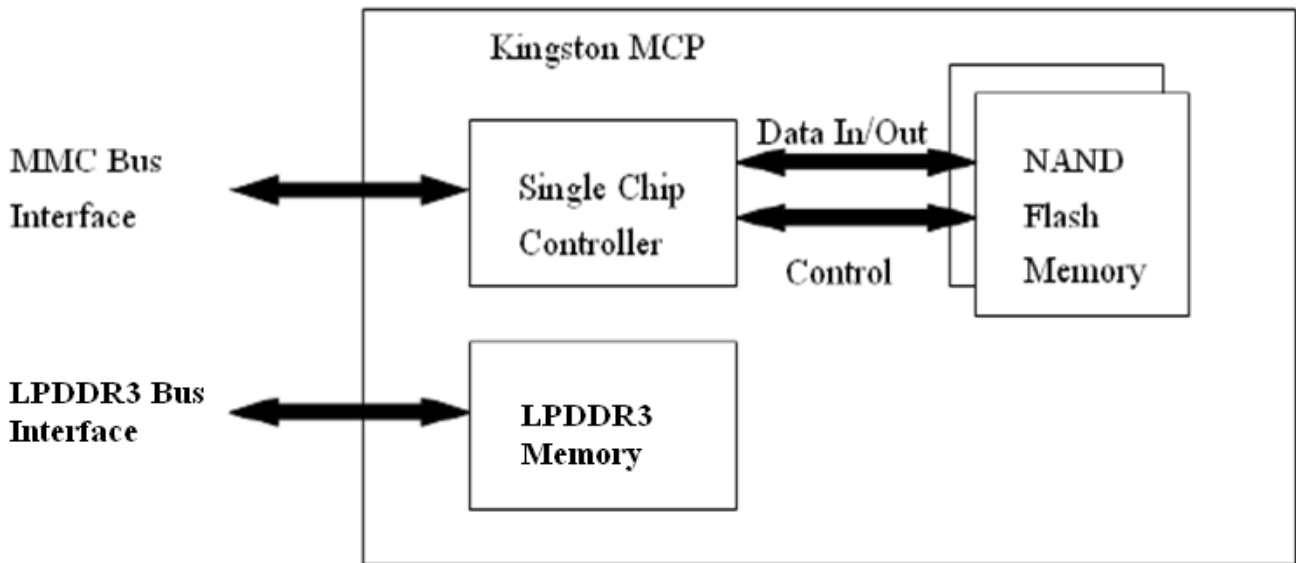 Kingston MCP
MMC Bus
Interface
Single Chip
Controller
Data In/Out
Control
NAND
Flash
Memory
LPDDR3 Bus
Interface
LPDDR3
Memory